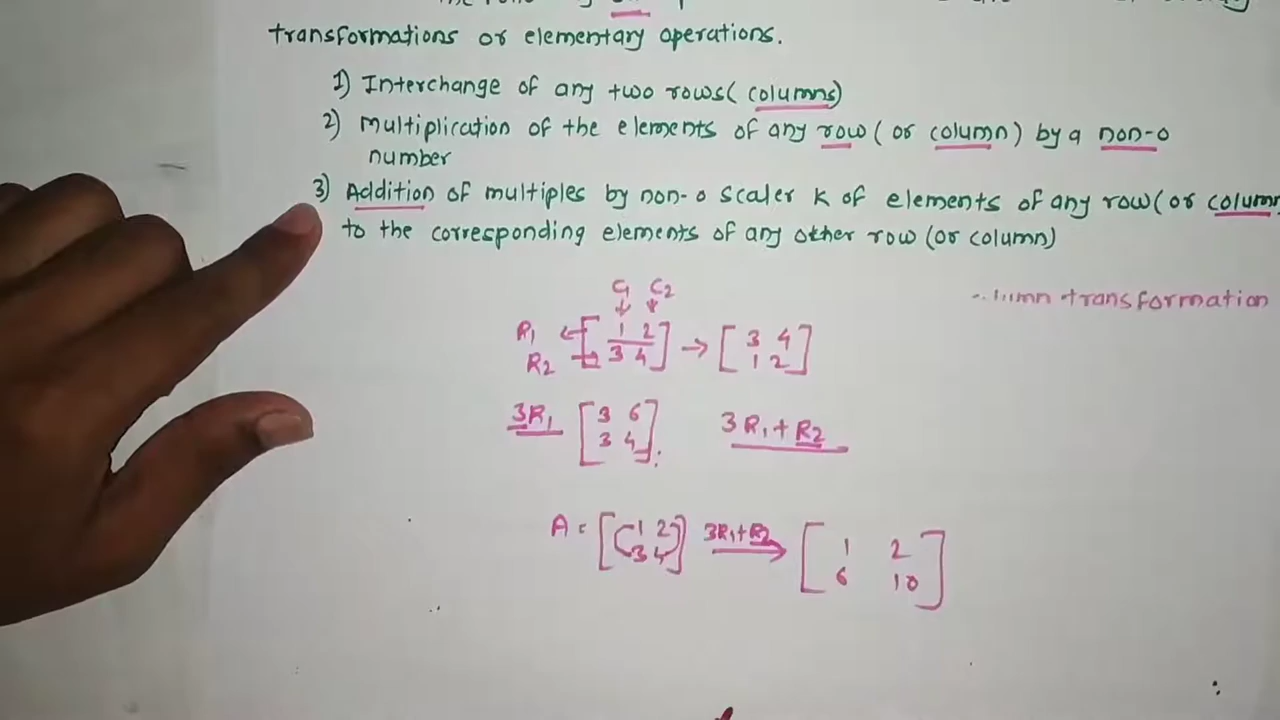 transformations or elementary operations.
1) Interchange of any two rows( columns)
2) Multiplication of the elements of any row ( or column ) by a non-0
number
3) Addition of multiples by non-0 scaler k of elements of any row (or column
to the corresponding elements of any other row (or column)
C1 C2
R1 [ 1 2 → [ 3 4
R2 3 4 ] 1 2 ]
transformation
3R1 [ 3 6 3R1 + R2
3 4 ]
A = [ 1 2 3R1+R2 [ 1 2
3 4 ] 6 10 ]